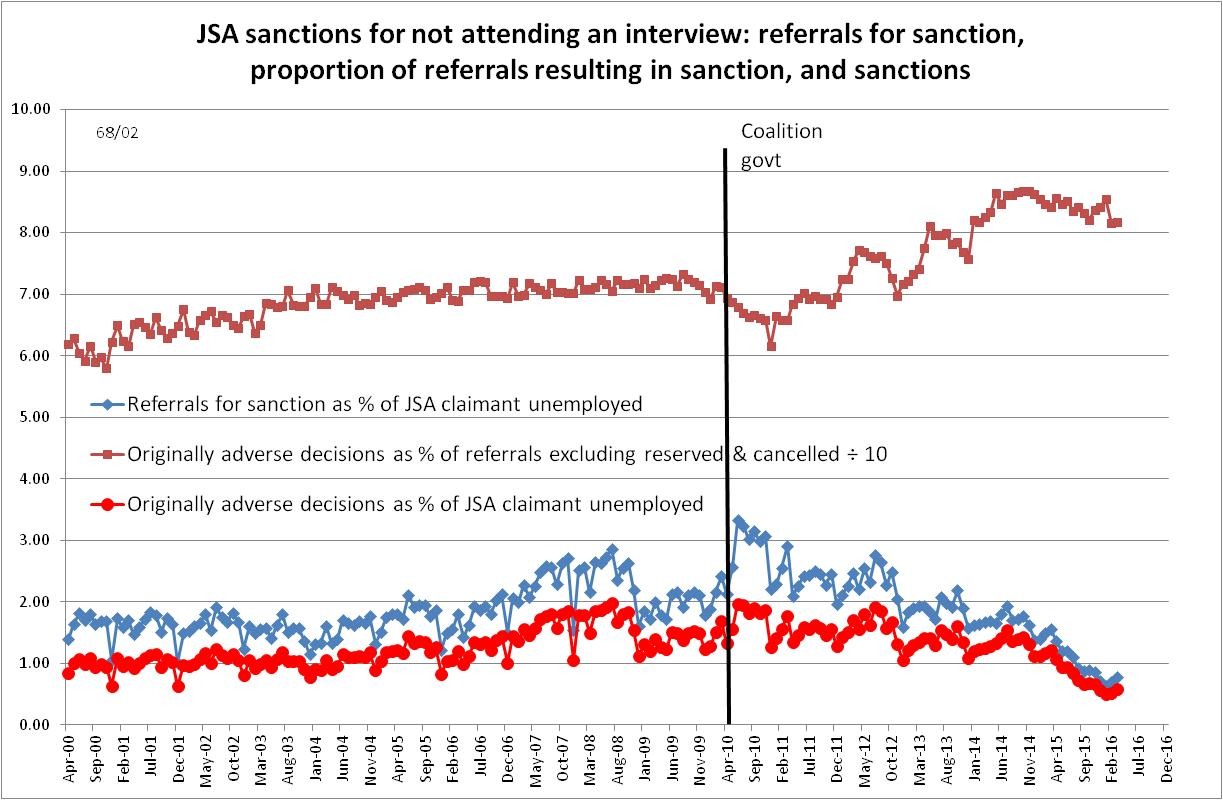 JSA sanctions for not attending an interview: referrals for sanction,
proportion of referrals resulting in sanction, and sanctions
10.00
68/02
Coalition
govt
9.00
8.00
7.00
6.00
Referrals for sanction as % of JSA claimant unemployed
5.00
Originally adverse decisions as % of referrals excluding reserved & cancelled ÷ 10
4.00
Originally adverse decisions as % of JSA claimant unemployed
3.00
2.00
1.00
0.00
Apr-00
Sep-00
Feb-01
Jul-01
Dec-01
May-02
Oct-02
Mar-03
Aug-03
Jan-04
Jun-04
Nov-04
Apr-05
Sep-05
Feb-06
Jul-06
Dec-06
May-07
Oct-07
Mar-08
Aug-08
Jan-09
Jun-09
Nov-09
Apr-10
Sep-10
Feb-11
Jul-11
Dec-11
May-12
Oct-12
Mar-13
Aug-13
Jan-14
Jun-14
Nov-14
Apr-15
Sep-15
Feb-16
Jul-16
Dec-16